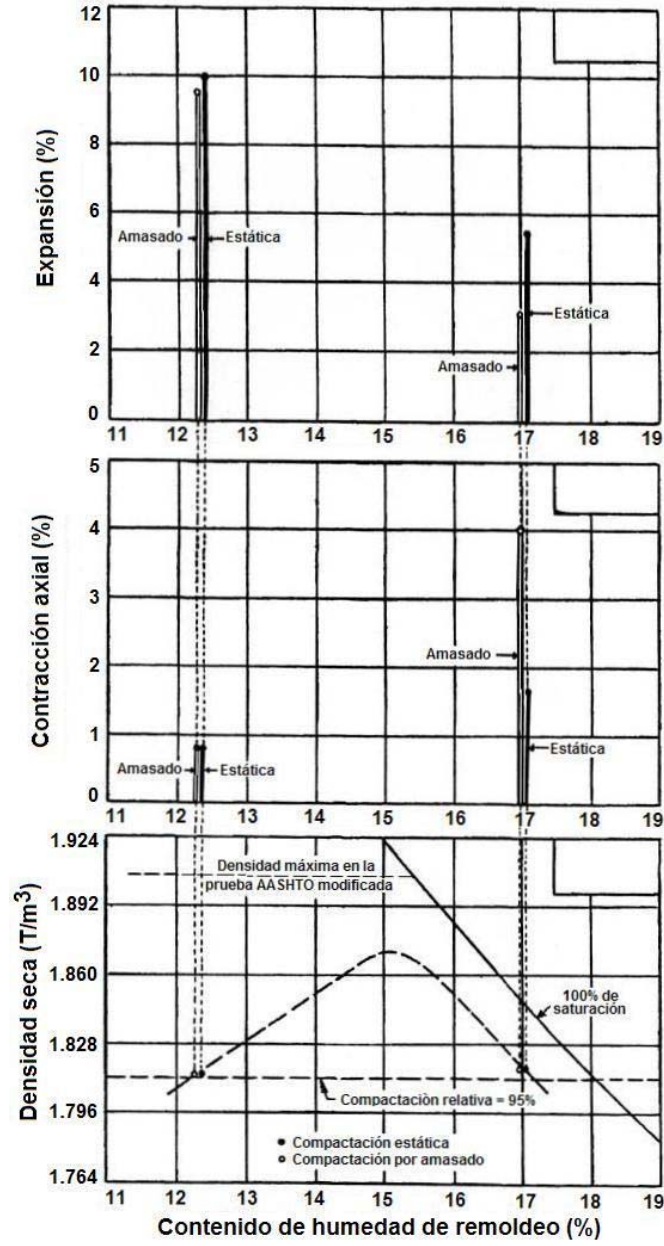 12
10
8
6
4
2
0
Expansión (%)
Amasado
Estática
Estática
Amasado
11 12 13 14 15 16 17 18 19
5
4
3
2
1
0
Contracción axial (%)
Amasado
Amasado
Estática
Estática
11 12 13 14 15 16 17 18 19
1.924
1.892
1.860
1.828
1.796
1.764
Densidad seca (T/m³)
Densidad máxima en la
prueba AASHTO modificada
100% de
saturación
Compactaciòn relativa = 95%
Compactación estática
Compactación por amasado
11 12 13 14 15 16 17 18 19
Contenido de humedad de remoldeo (%)